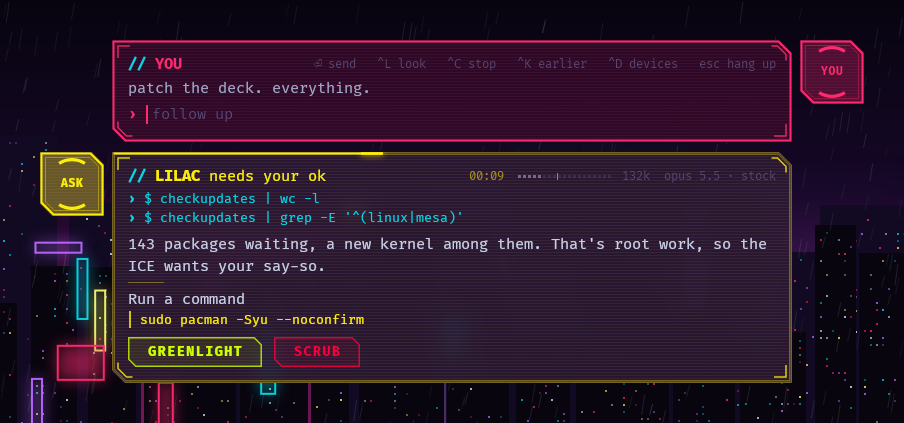 // YOU
⏎ send ^L look ^C stop ^K earlier ^D devices esc hang up
YOU
patch the deck. everything.
› follow up
ASK
// LILAC needs your ok
00:09 132k opus 5.5 · stock
› $ checkupdates | wc -l
› $ checkupdates | grep -E '^(linux|mesa)'
143 packages waiting, a new kernel among them. That's root work, so the
ICE wants your say-so.
Run a command
sudo pacman -Syu --noconfirm
GREENLIGHT SCRUB